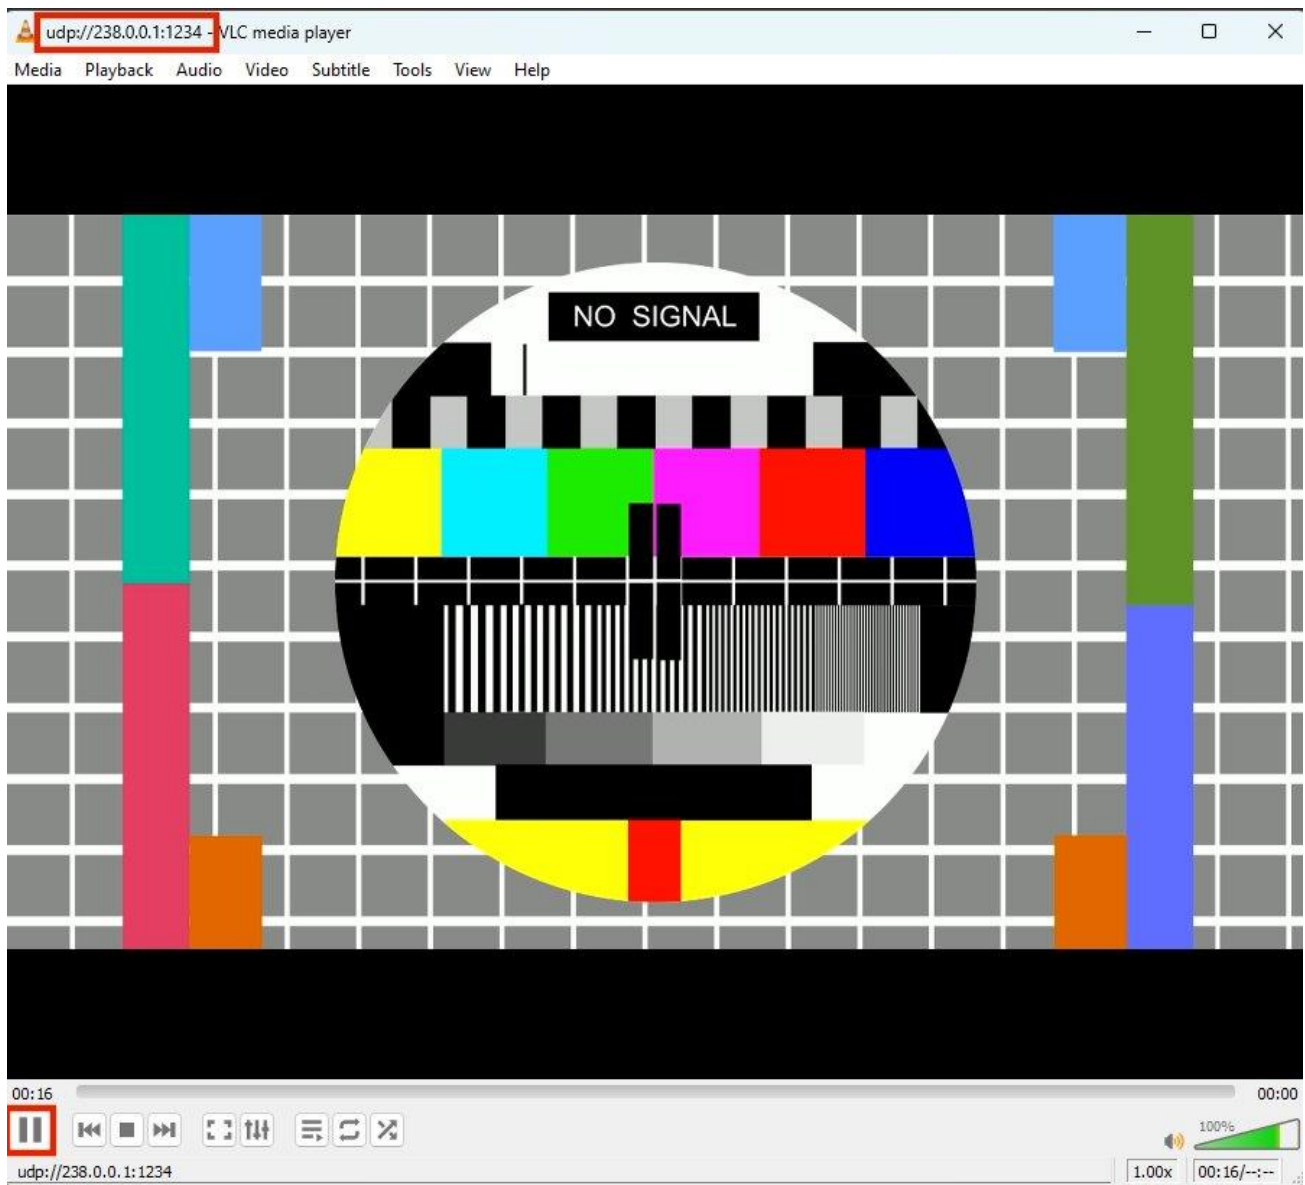 udp://238.0.0.1:1234 - VLC media player
Media Playback Audio Video Subtitle Tools View Help
NO SIGNAL
00:16 00:00
100%
udp://238.0.0.1:1234 1.00x 00:16/--:--